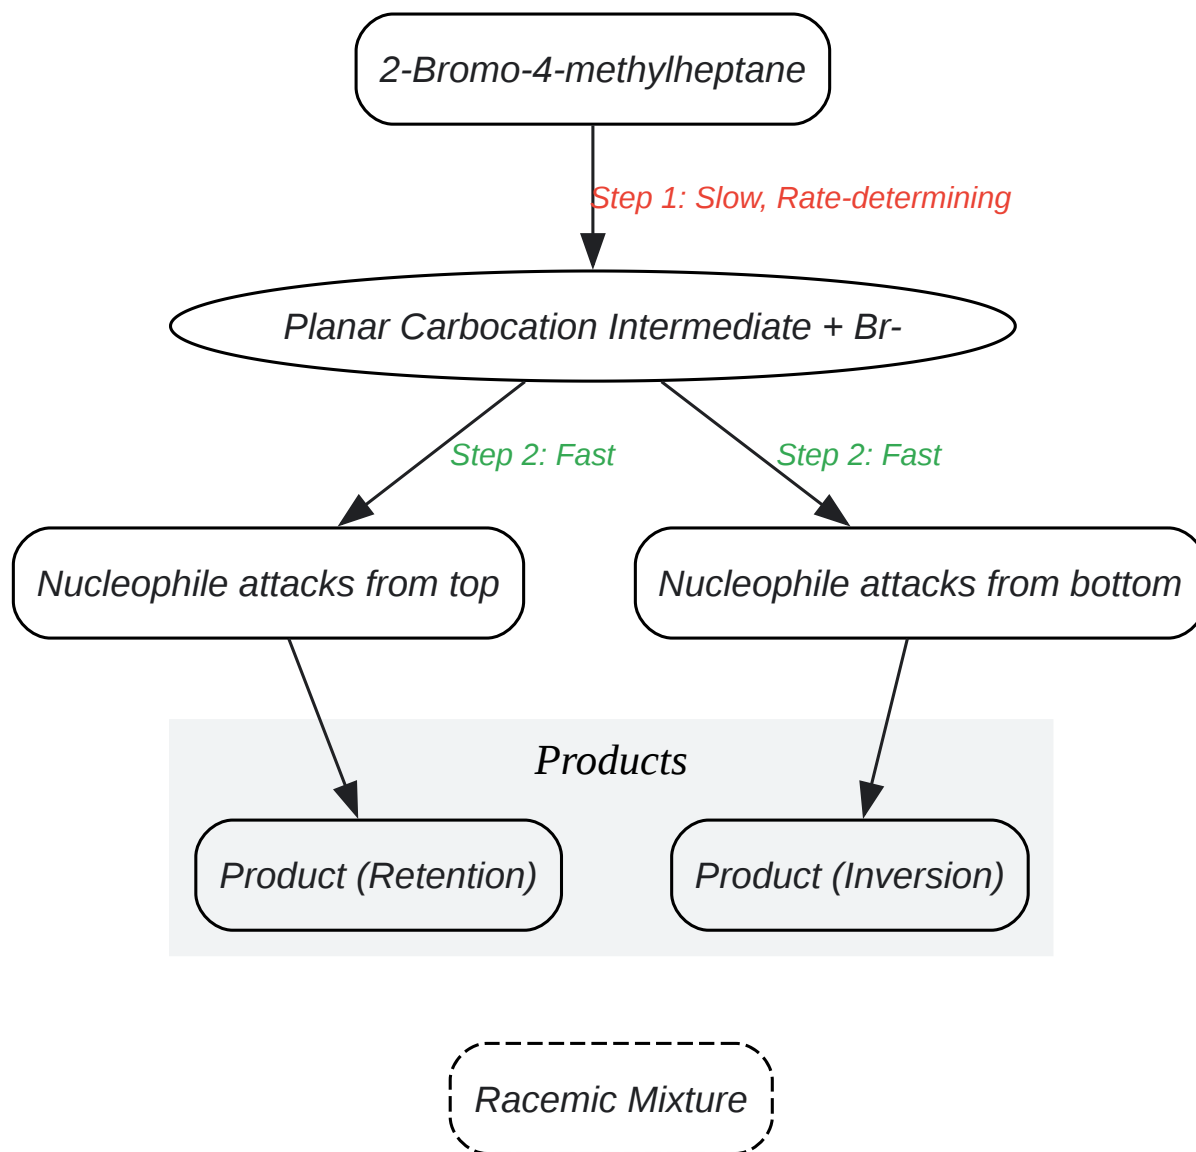 2-Bromo-4-methylheptane
Step 1: Slow, Rate-determining
Planar Carbocation Intermediate + Br-
Step 2: Fast
Step 2: Fast
Nucleophile attacks from top
Nucleophile attacks from bottom
Products
Product (Retention)
Product (Inversion)
Racemic Mixture